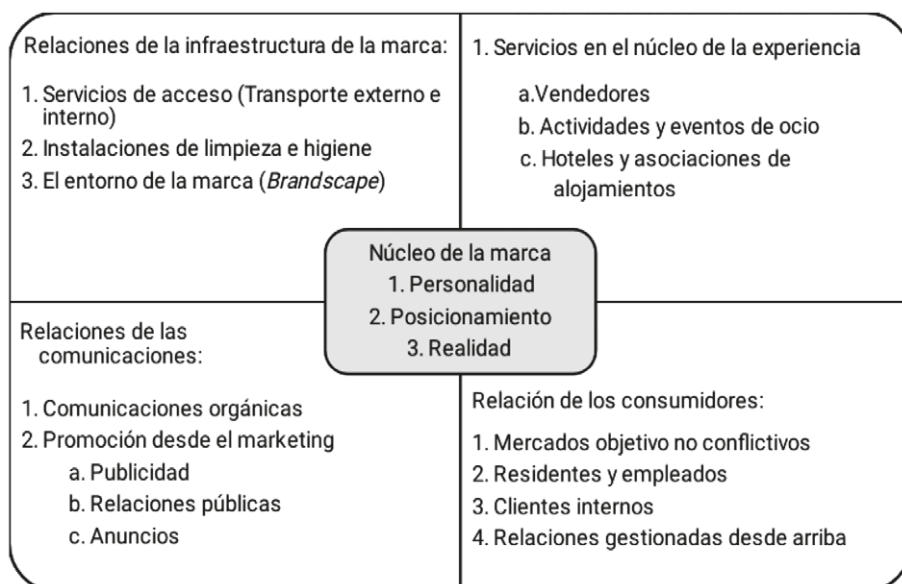 Relaciones de la infraestructura de la marca:
1. Servicios de acceso (Transporte externo e
interno)
2. Instalaciones de limpieza e higiene
3. El entorno de la marca (Brandscape)
1. Servicios en el núcleo de la experiencia
a.Vendedores
b. Actividades y eventos de ocio
c. Hoteles y asociaciones de
alojamientos
Núcleo de la marca
1. Personalidad
2. Posicionamiento
3. Realidad
Relaciones de las
comunicaciones:
1. Comunicaciones orgánicas
2. Promoción desde el marketing
a. Publicidad
b. Relaciones públicas
c. Anuncios
Relación de los consumidores:
1. Mercados objetivo no conflictivos
2. Residentes y empleados
3. Clientes internos
4. Relaciones gestionadas desde arriba